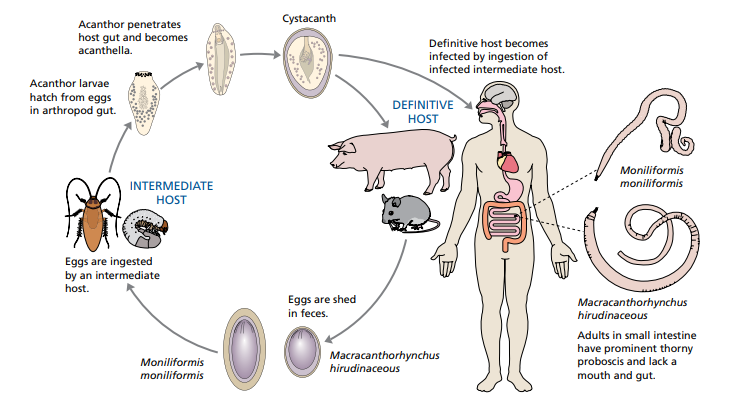 Acanthor penetrates
host gut and becomes
acanthella.
Cystacanth
Definitive host becomes
infected by ingestion of
infected intermediate host.
Acanthor larvae
hatch from eggs
in arthropod gut.
DEFINITIVE
HOST
Moniliformis
moniliformis
INTERMEDIATE
HOST
Eggs are ingested
by an intermediate
host.
Eggs are shed
in feces.
Moniliformis
moniliformis
Macracanthorhynchus
hirudinaceous
Macracanthorhynchus
hirudinaceous
Adults in small intestine
have prominent thorny
proboscis and lack a
mouth and gut.